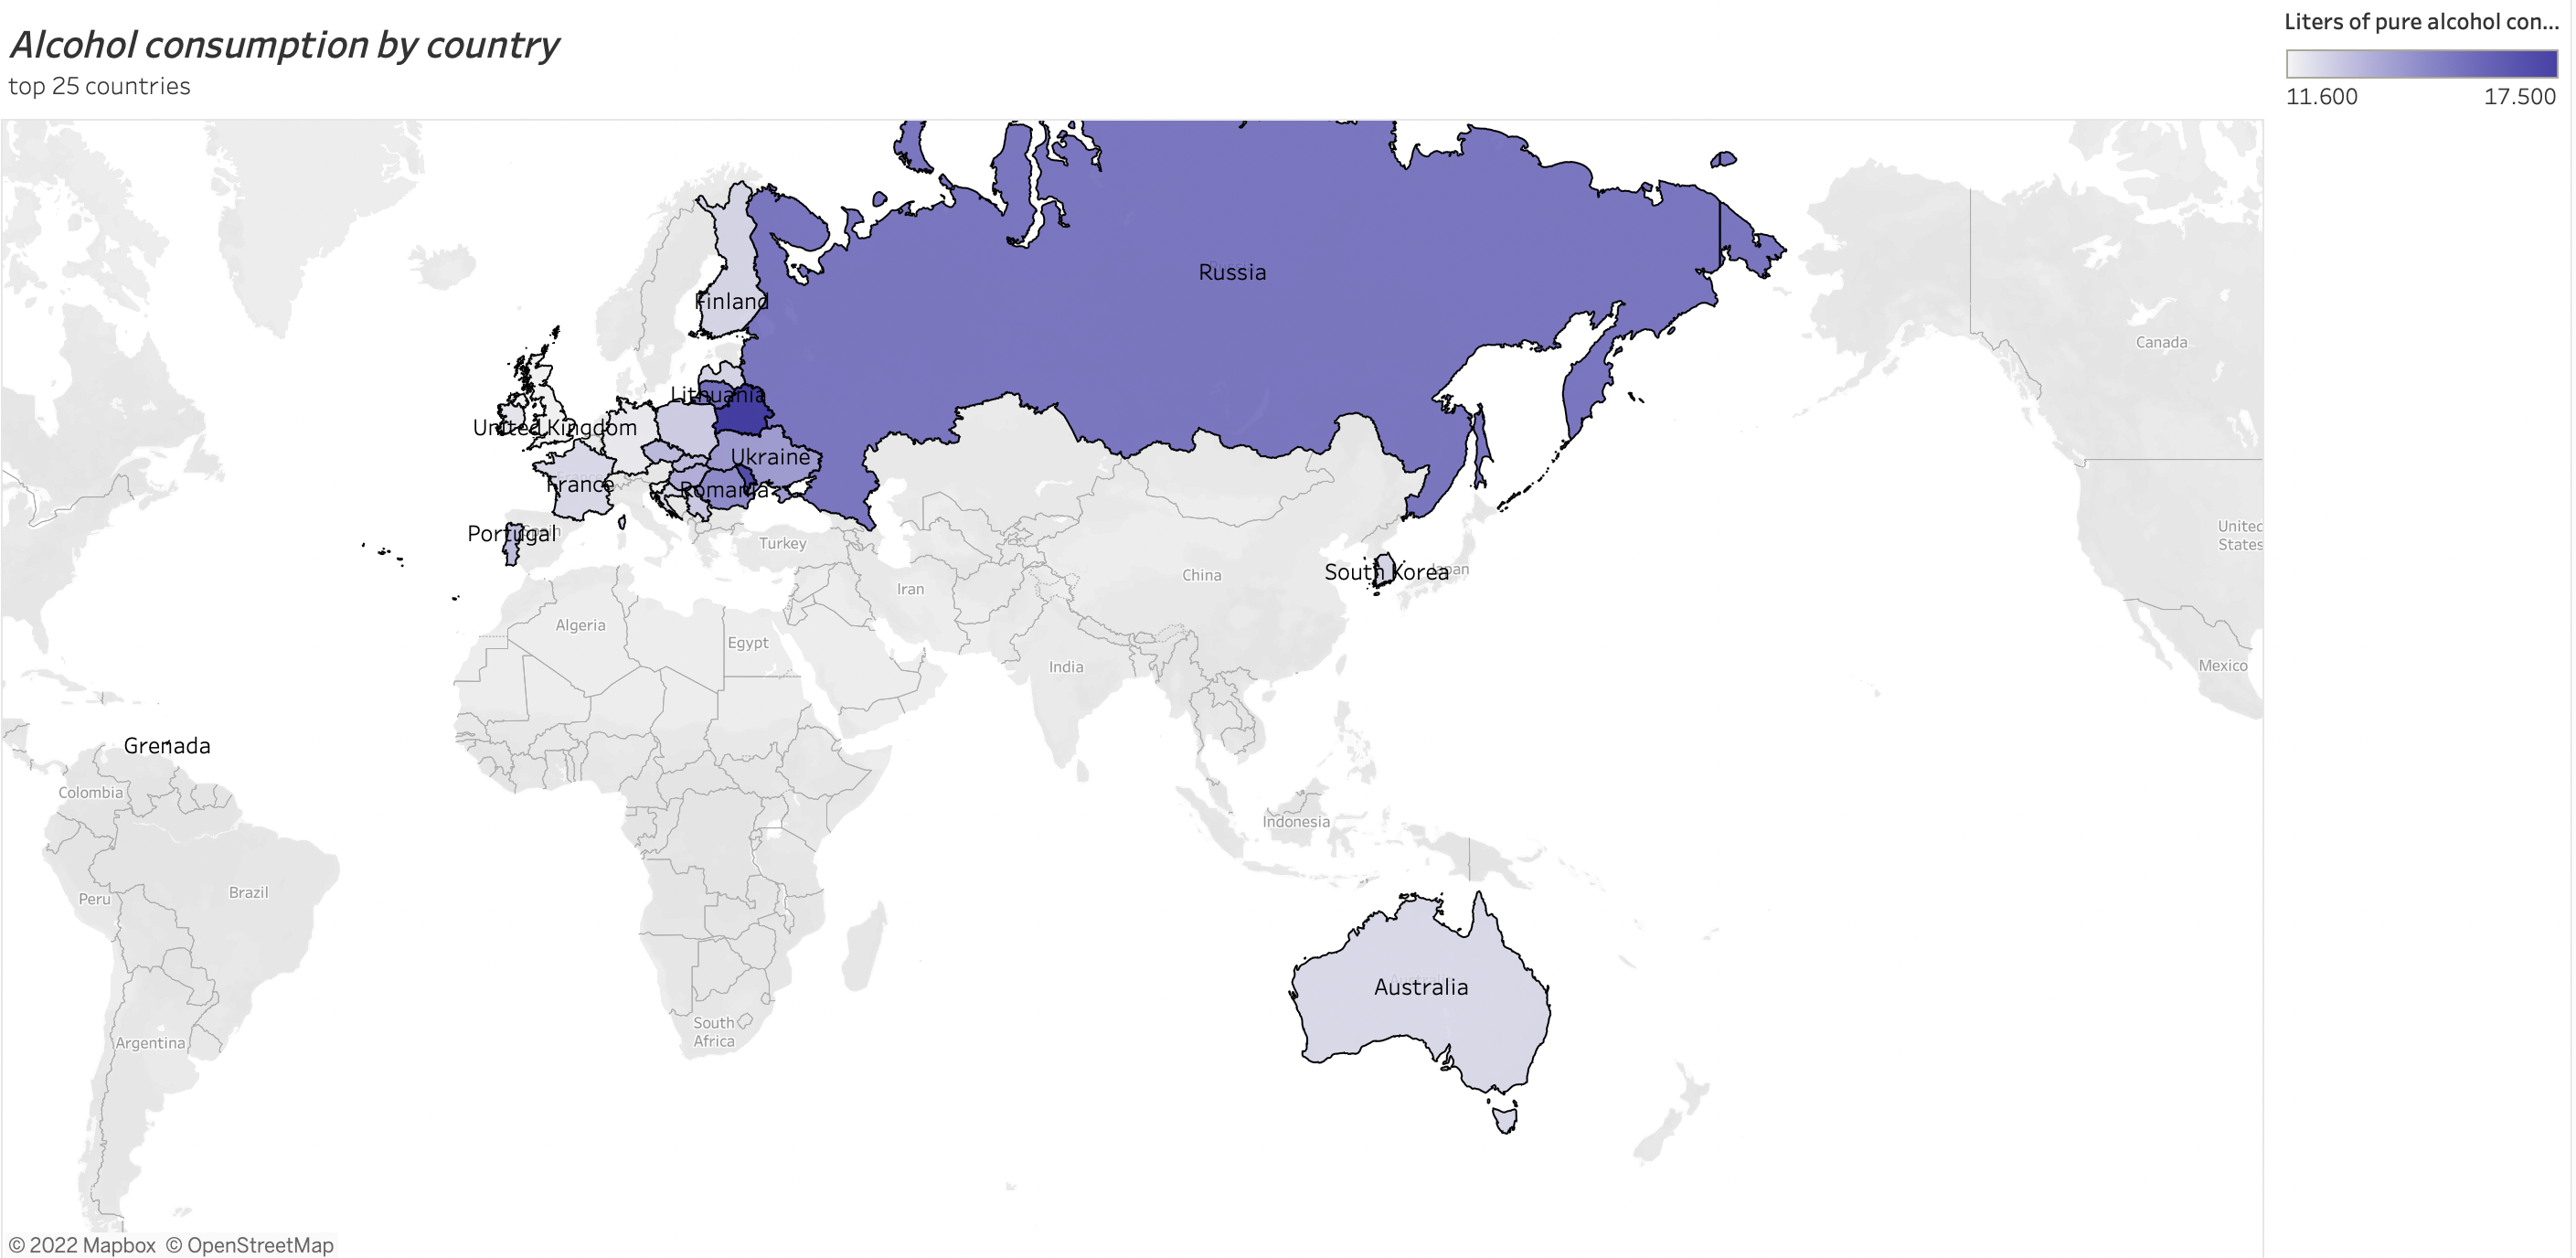 Alcohol consumption by country
top 25 countries
Liters of pure alcohol con...
11.600 17.500
Russia
Finland
Canada
Lithuania
United Kingdom
Ukraine
France
Romania
Portugal
United
States
Turkey
South Korea
Japan
China
Iran
Algeria
Egypt
India
Mexico
Grenada
Colombia
Indonesia
Brazil
Peru
Australia
South
Africa
Argentina
© 2022 Mapbox © OpenStreetMap